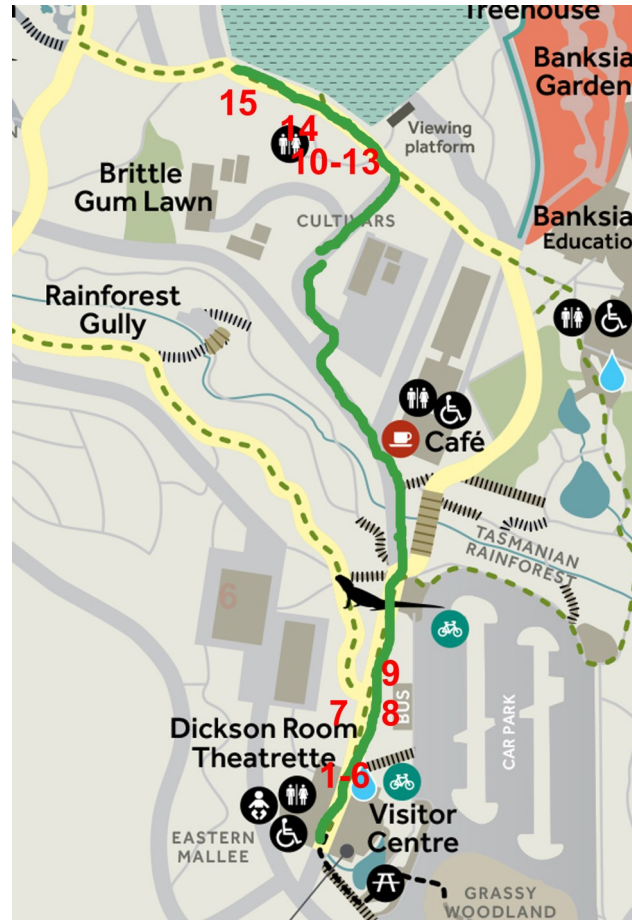 Treehouse
Banksia
Garden
15
14
10-13
Viewing
platform
Brittle
Gum Lawn
CULTIVARS
Banksia
Educatio
Rainforest
Gully
Café
TASMANIAN
RAINFOREST
6
9
7
8
BUS
CAR PARK
Dickson Room
Theatrette
1-6
Visitor
Centre
EASTERN
MALLEE
GRASSY
WOODLAND